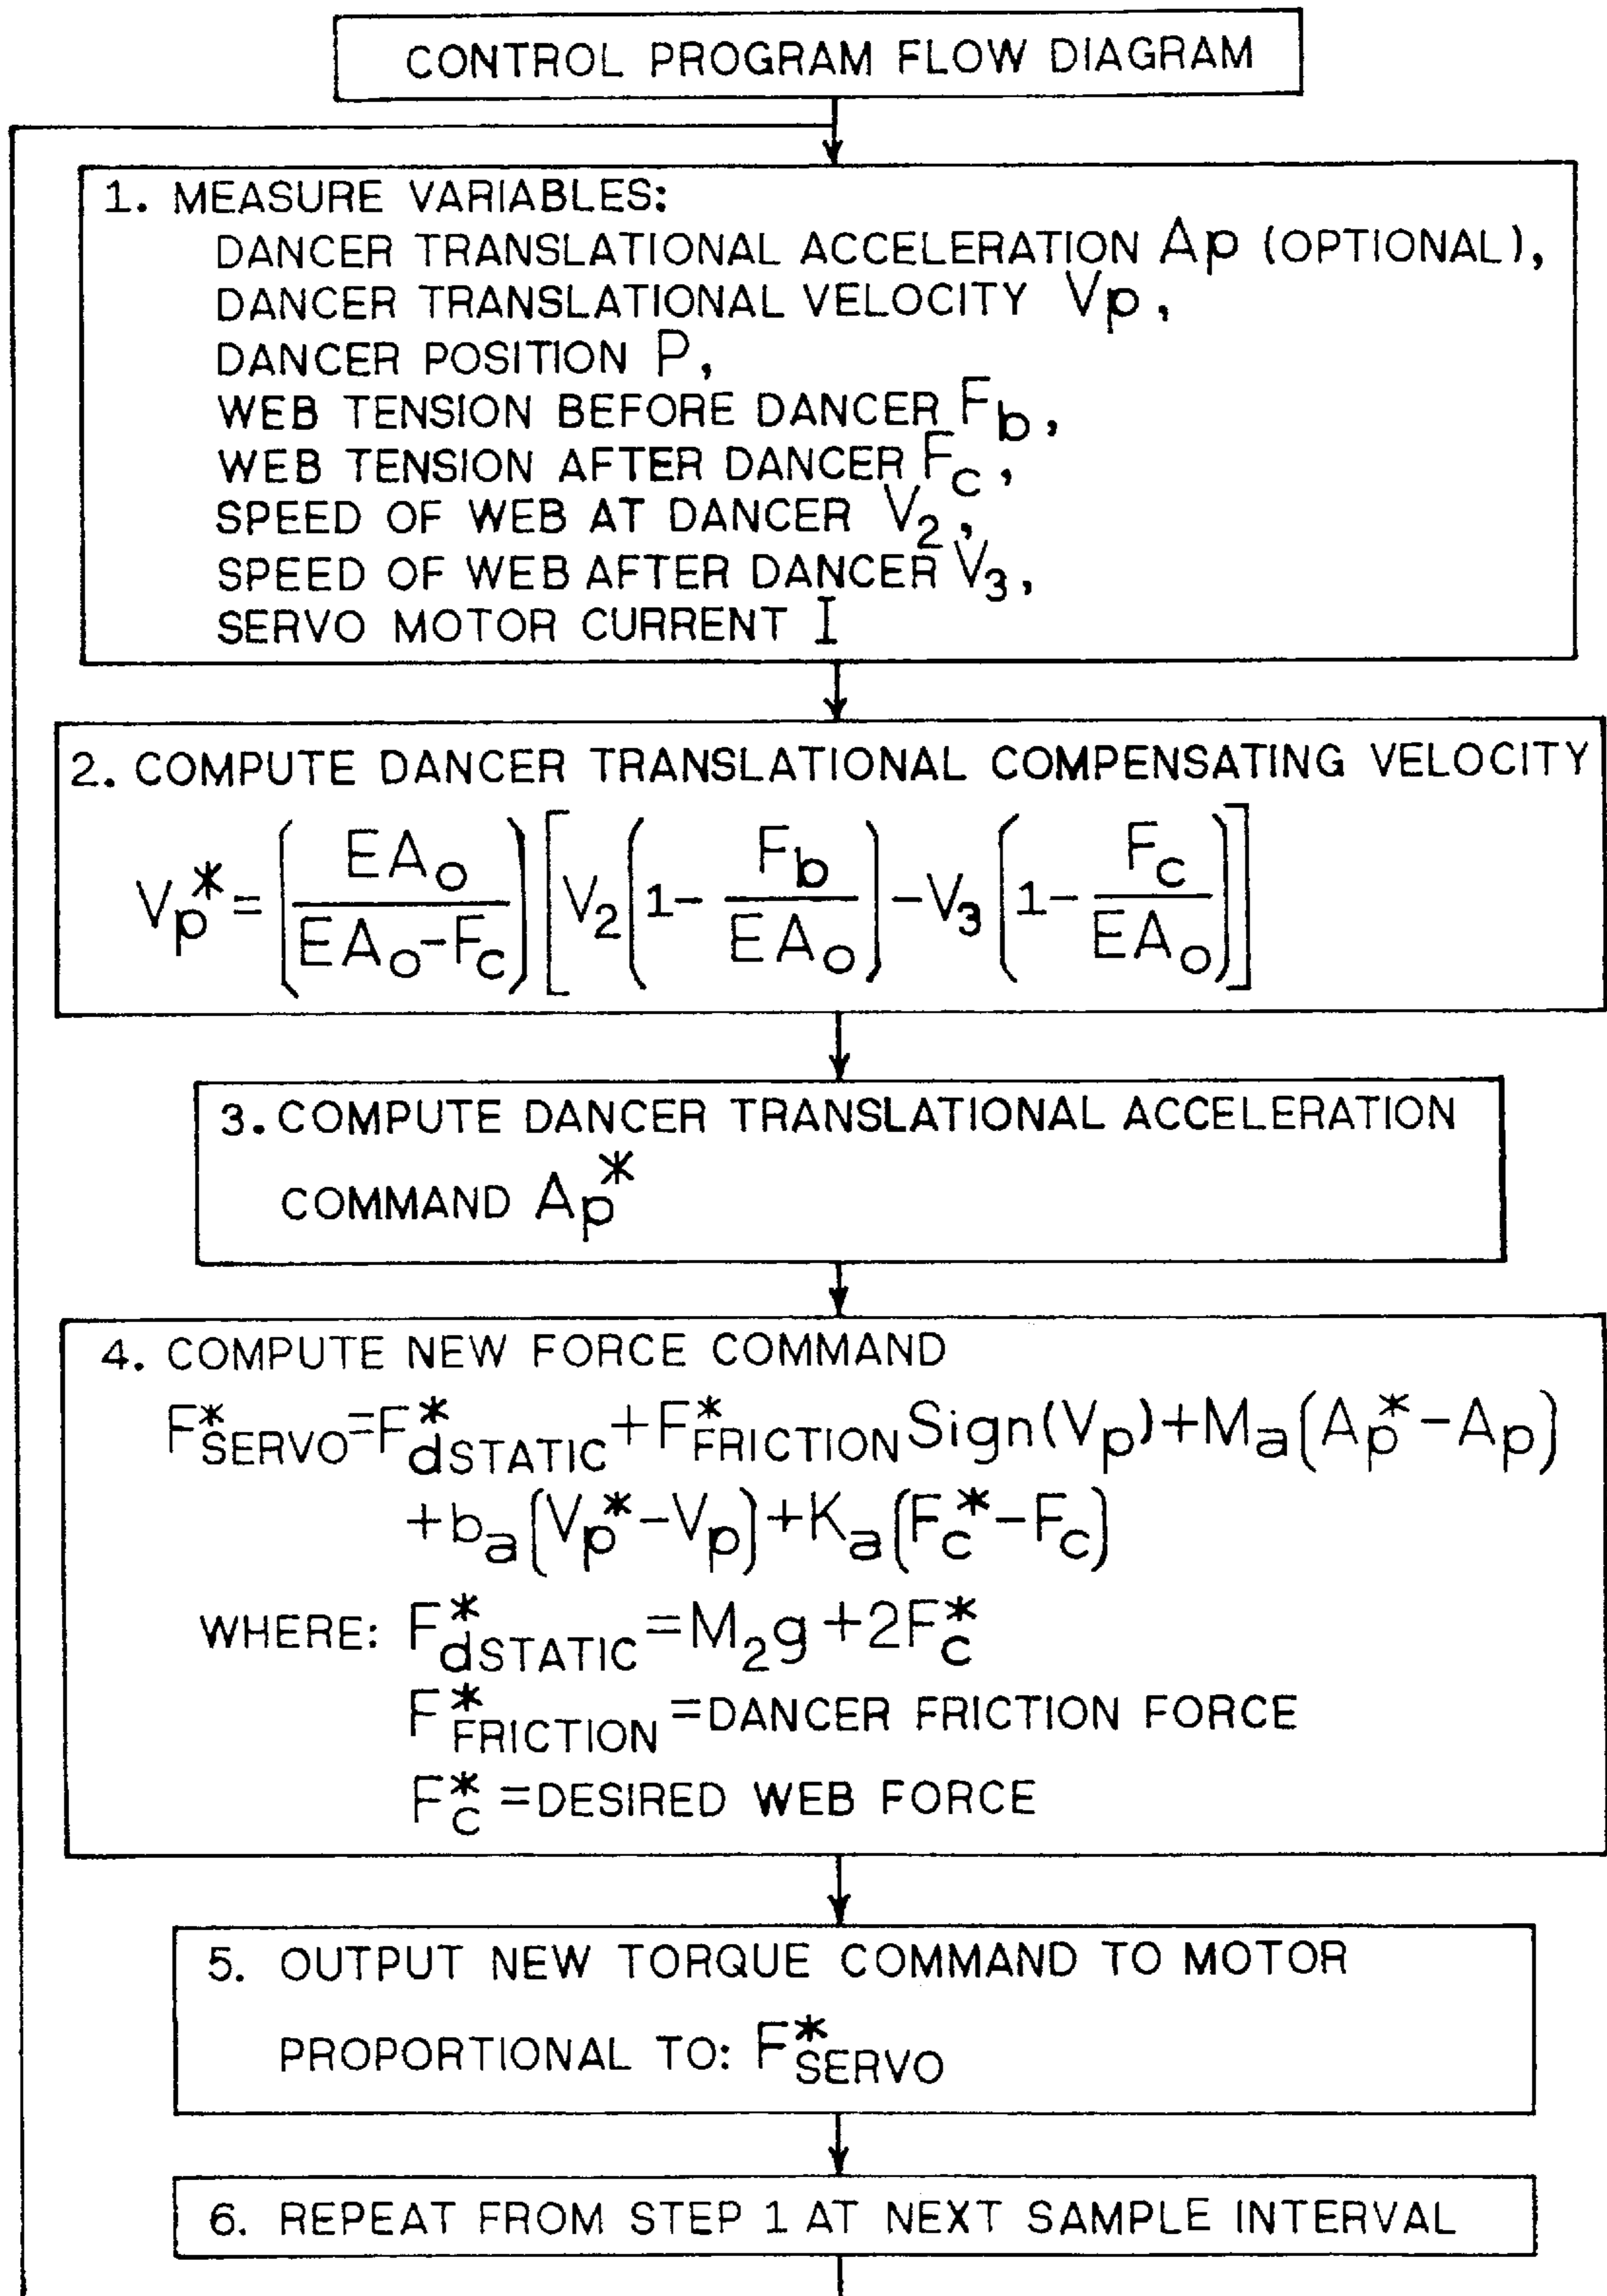 CONTROL PROGRAM FLOW DIAGRAM
1. MEASURE VARIABLES:
DANCER TRANSLATIONAL ACCELERATION Ap (OPTIONAL),
DANCER TRANSLATIONAL VELOCITY Vp,
DANCER POSITION P,
WEB TENSION BEFORE DANCER Fb,
WEB TENSION AFTER DANCER Fc,
SPEED OF WEB AT DANCER V2,
SPEED OF WEB AFTER DANCER V3,
SERVO MOTOR CURRENT I
2. COMPUTE DANCER TRANSLATIONAL COMPENSATING VELOCITY
Vp* = (EAo / (EAo-Fc)) [V2(1- Fb/EAo) - V3(1- Fc/EAo)]
3. COMPUTE DANCER TRANSLATIONAL ACCELERATION
COMMAND Ap*
4. COMPUTE NEW FORCE COMMAND
F*SERVO=F*dSTATIC+F*FRICTION Sign(Vp)+Ma(Ap*-Ap)
+ba(Vp*-Vp)+Ka(Fc*-Fc)
WHERE: F*dSTATIC=M2g+2F*c
F*FRICTION=DANCER FRICTION FORCE
F*c=DESIRED WEB FORCE
5. OUTPUT NEW TORQUE COMMAND TO MOTOR
PROPORTIONAL TO: F*SERVO
6. REPEAT FROM STEP 1 AT NEXT SAMPLE INTERVAL